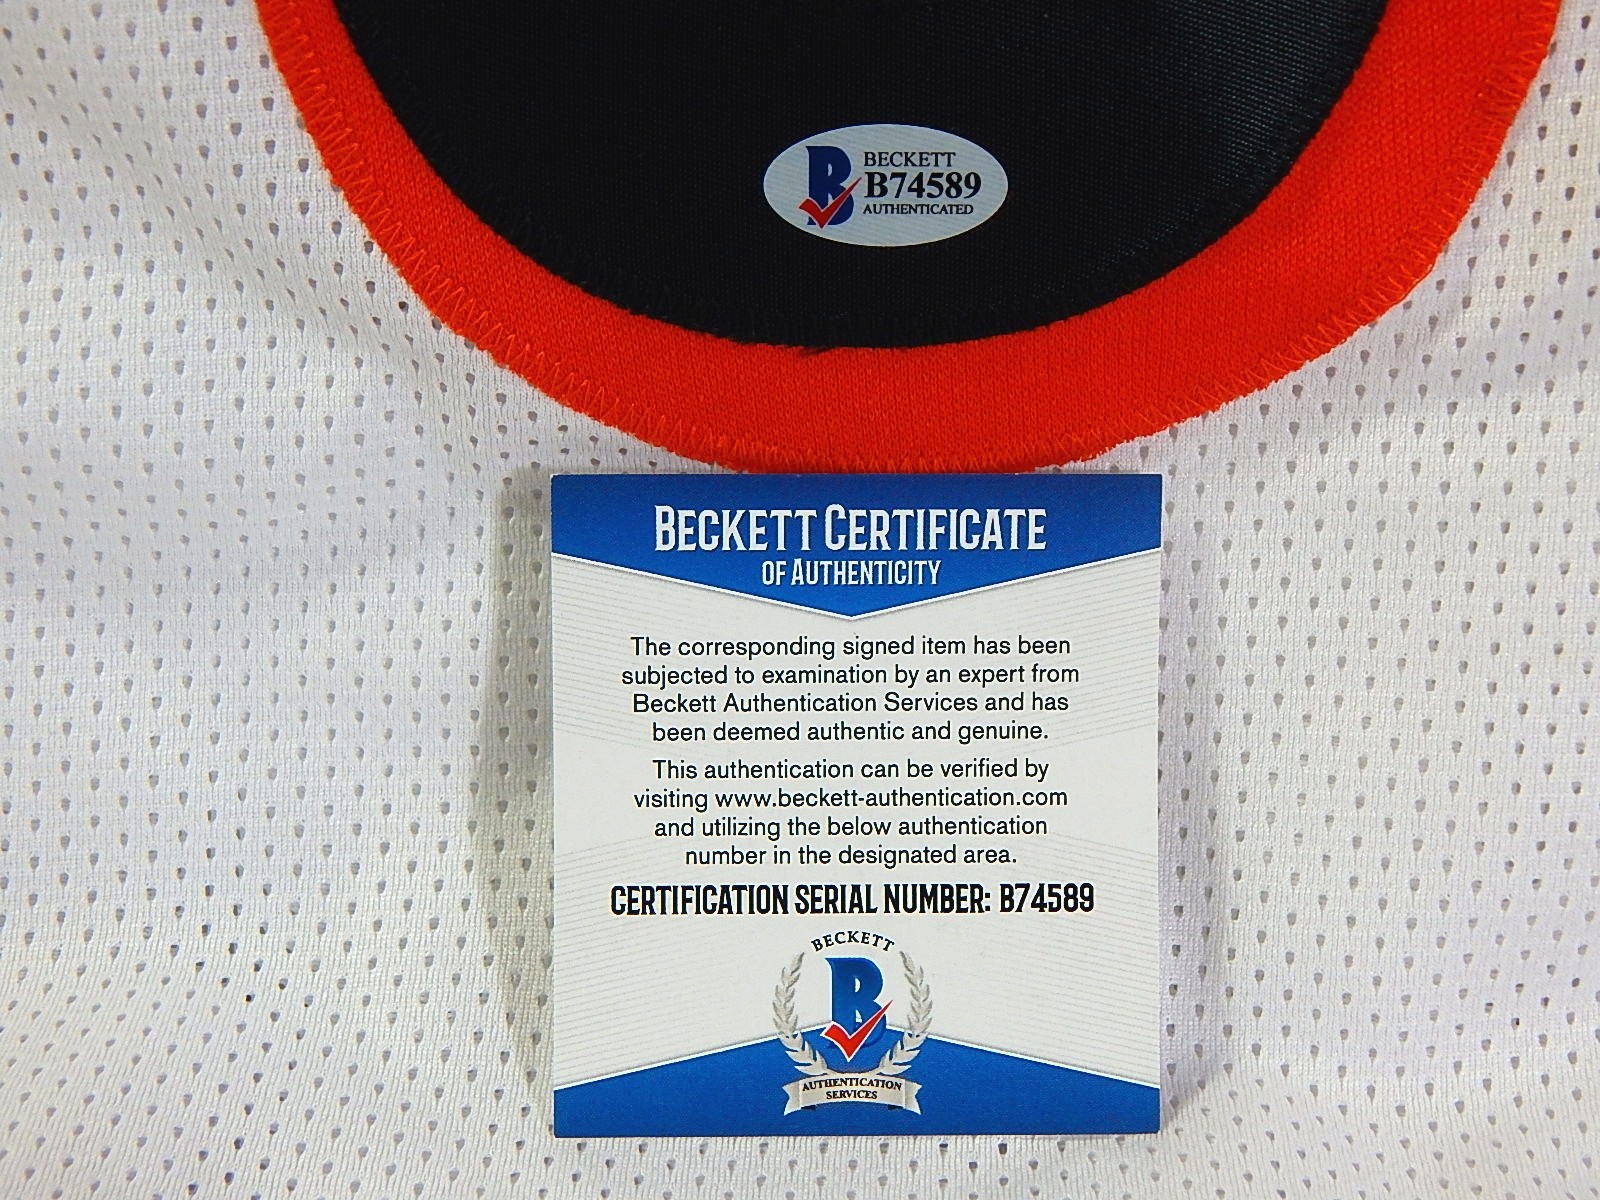 BECKETT
B74589
AUTHENTICATED
BECKETT CERTIFICATE
OF AUTHENTICITY
The corresponding signed item has been
subjected to examination by an expert from
Beckett Authentication Services and has
been deemed authentic and genuine.
This authentication can be verified by
visiting www.beckett-authentication.com
and utilizing the below authentication
number in the designated area.
CERTIFICATION SERIAL NUMBER: B74589
BECKETT
B
AUTHENTICATION
SERVICES